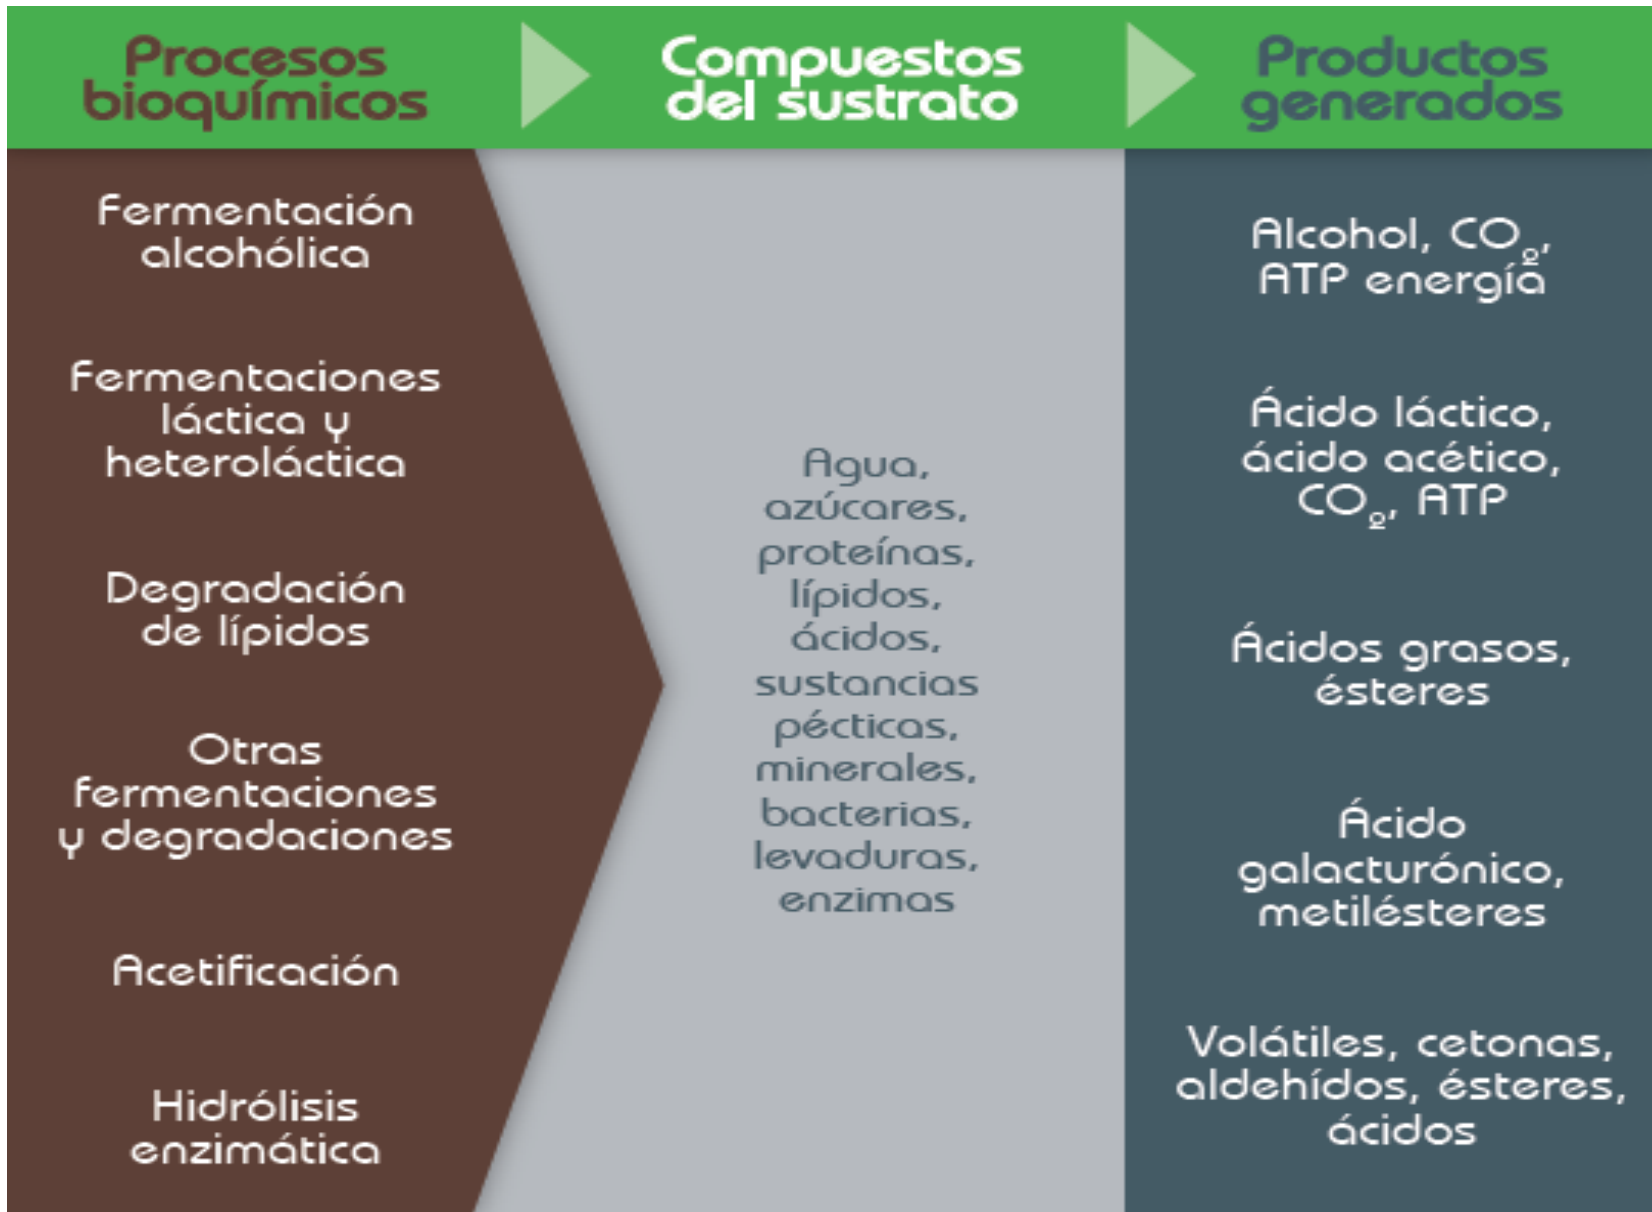 Procesos
bioquímicos
Compuestos
del sustrato
Productos
generados
Fermentación
alcohólica
Fermentaciones
láctica y
heteroláctica
Degradación
de lípidos
Otras
fermentaciones
y degradaciones
Acetificación
Hidrólisis
enzimática
Agua,
azúcares,
proteínas,
lípidos,
ácidos,
sustancias
pécticas,
minerales,
bacterias,
levaduras,
enzimas
Alcohol, CO₂,
ATP energía
Ácido láctico,
ácido acético,
CO₂, ATP
Ácidos grasos,
ésteres
Ácido
galacturónico,
metilésteres
Volátiles, cetonas,
aldehídos, ésteres,
ácidos